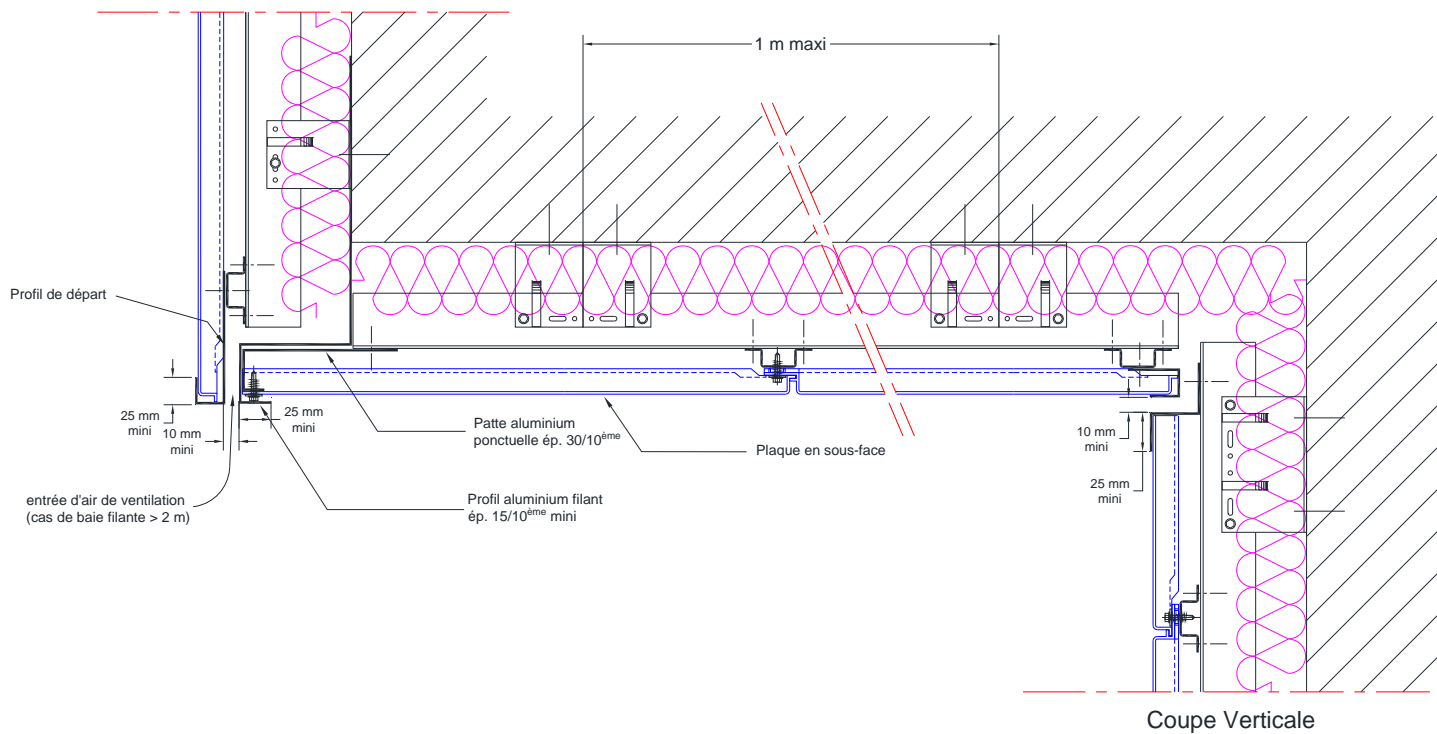 1 m maxi
Profil de départ
25 mm
mini
10 mm
mini
25 mm
mini
Patte aluminium
ponctuelle ép. 30/10ème
Plaque en sous-face
10 mm
mini
25 mm
mini
entrée d'air de ventilation
(cas de baie filante > 2 m)
Profil aluminium filant
ép. 15/10ème mini
Coupe Verticale